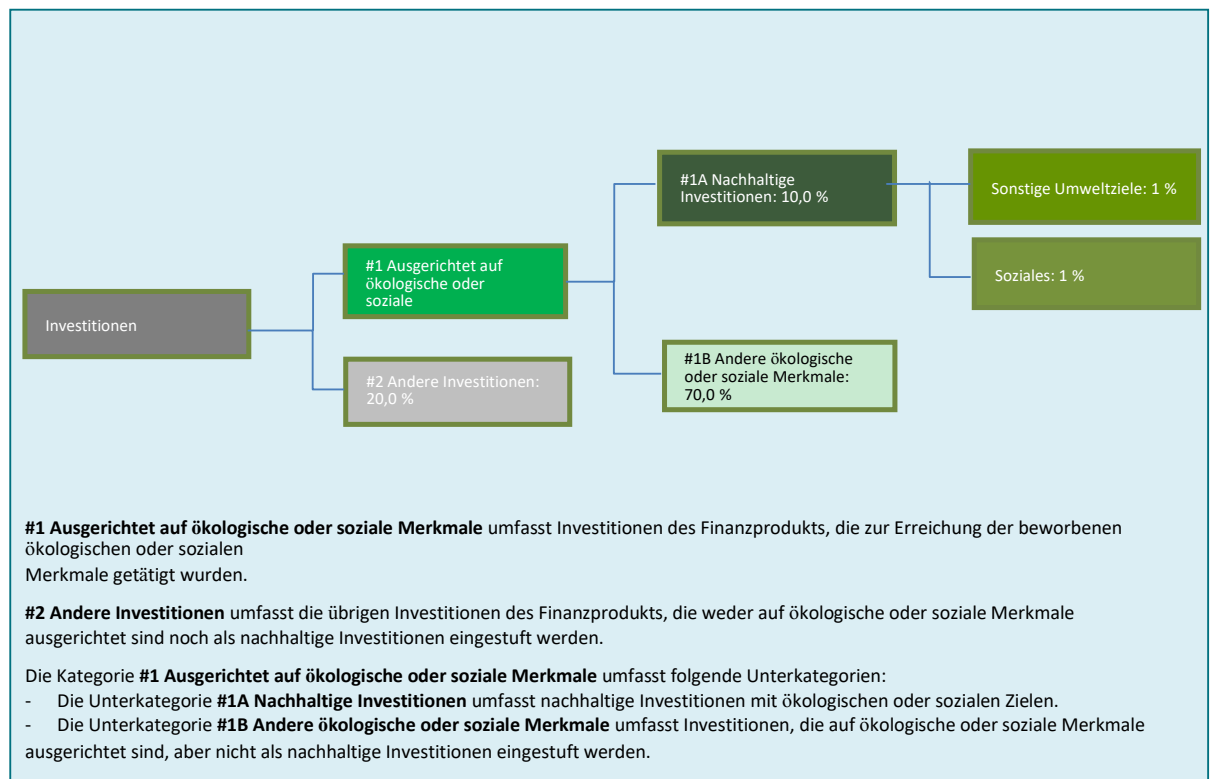 #1A Nachhaltige
Investitionen: 10,0 %
Sonstige Umweltziele: 1 %
#1 Ausgerichtet auf
ökologische oder
soziale
Soziales: 1 %
Investitionen
#1B Andere ökologische
oder soziale Merkmale:
70,0 %
#2 Andere Investitionen:
20,0 %
#1 Ausgerichtet auf ökologische oder soziale Merkmale umfasst Investitionen des Finanzprodukts, die zur Erreichung der beworbenen
ökologischen oder sozialen
Merkmale getätigt wurden.
#2 Andere Investitionen umfasst die übrigen Investitionen des Finanzprodukts, die weder auf ökologische oder soziale Merkmale
ausgerichtet sind noch als nachhaltige Investitionen eingestuft werden.
Die Kategorie #1 Ausgerichtet auf ökologische oder soziale Merkmale umfasst folgende Unterkategorien:
- Die Unterkategorie #1A Nachhaltige Investitionen umfasst nachhaltige Investitionen mit ökologischen oder sozialen Zielen.
- Die Unterkategorie #1B Andere ökologische oder soziale Merkmale umfasst Investitionen, die auf ökologische oder soziale Merkmale
ausgerichtet sind, aber nicht als nachhaltige Investitionen eingestuft werden.